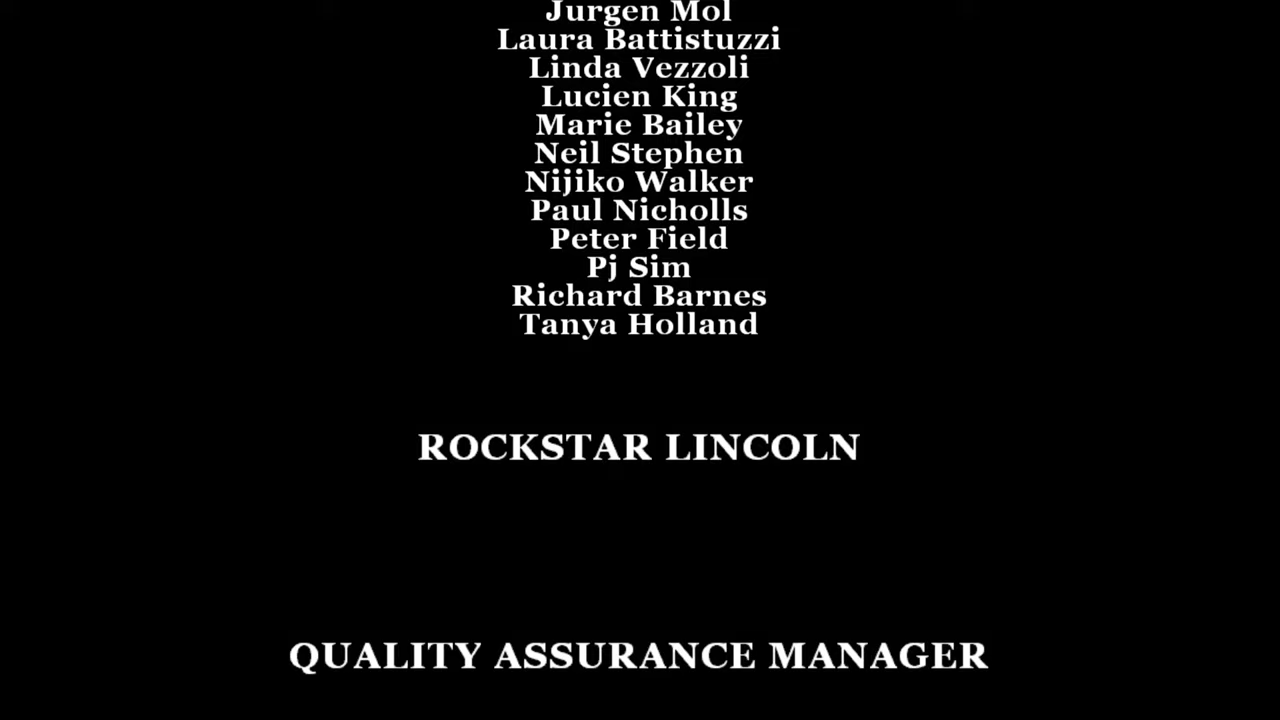 Jurgen Mol
Laura Battistuzzi
Linda Vezzoli
Lucien King
Marie Bailey
Neil Stephen
Nijiko Walker
Paul Nicholls
Peter Field
Pj Sim
Richard Barnes
Tanya Holland
ROCKSTAR LINCOLN
QUALITY ASSURANCE MANAGER